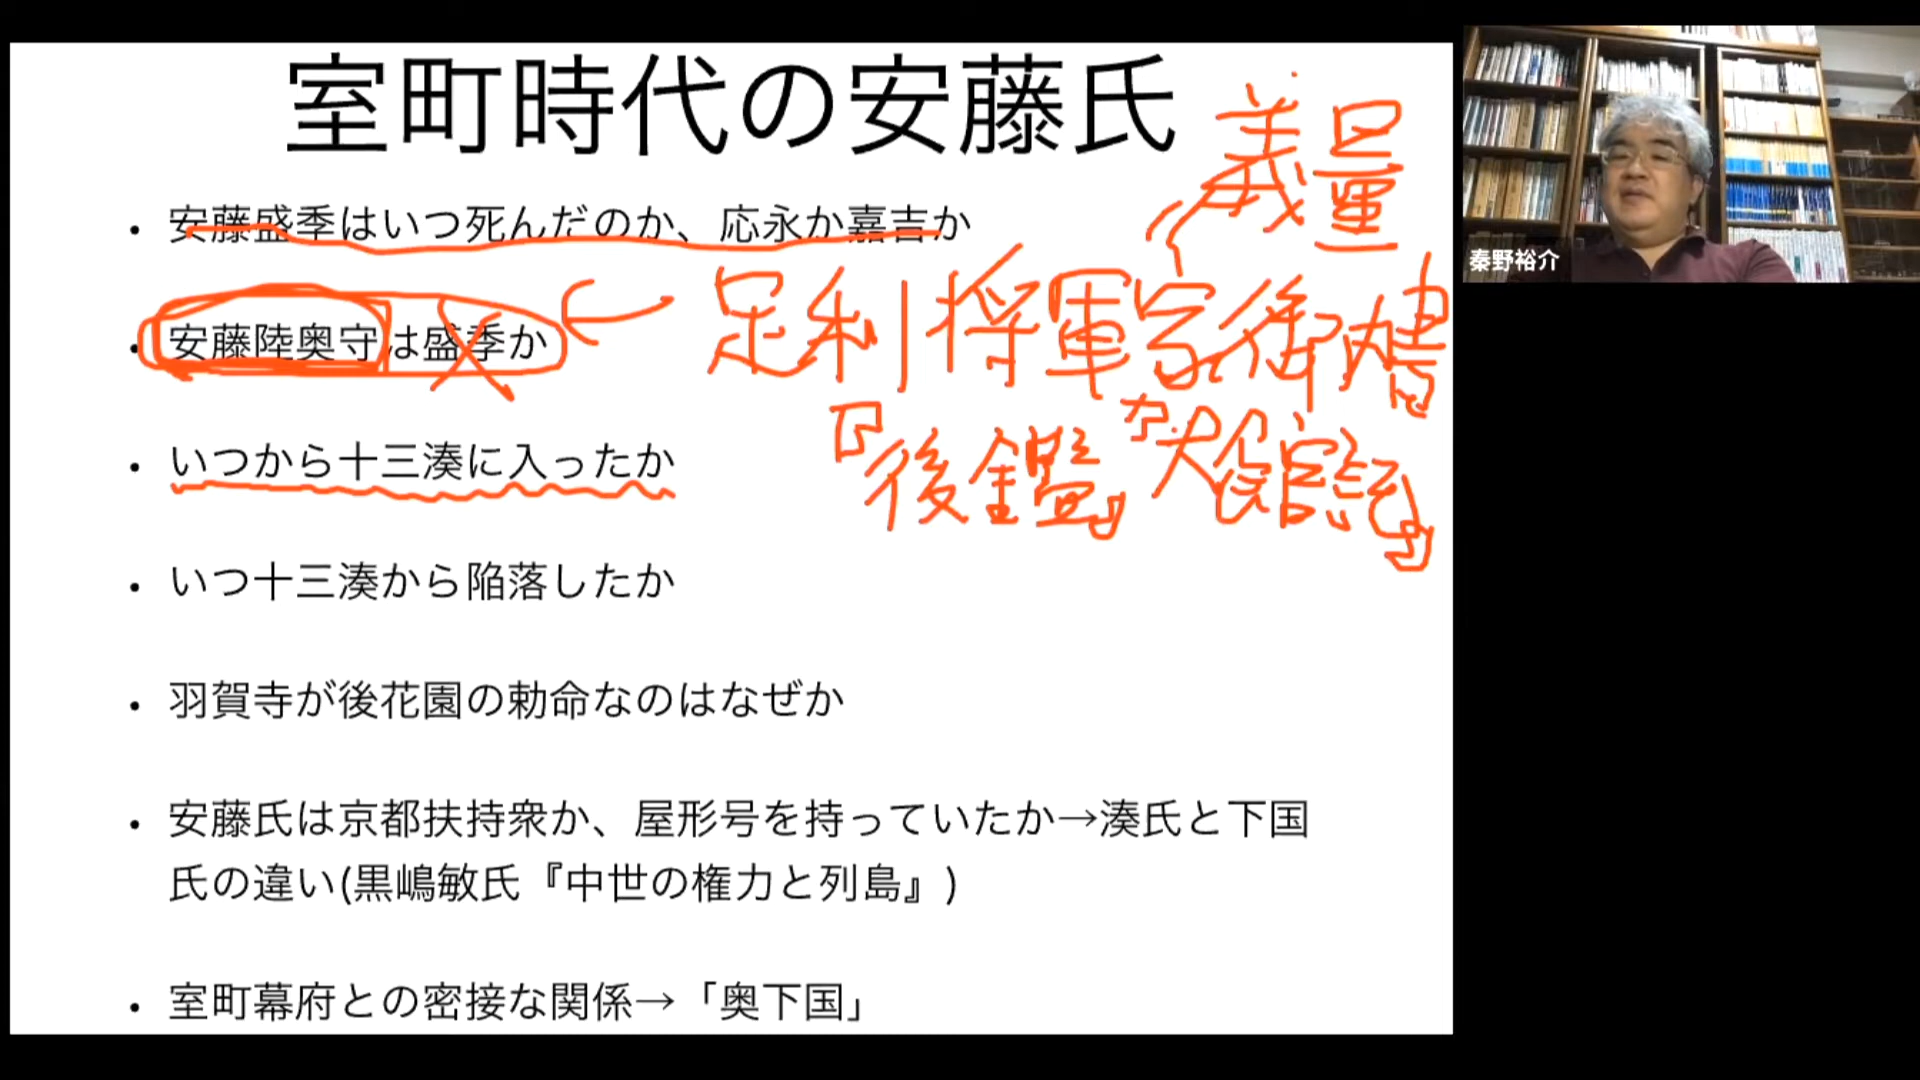 室町時代の安藤氏
義量
・安藤盛季はいつ死んだのか、応永か嘉吉か
・安藤陸奥守は盛季か
足利将軍家御内書
『後鑑』か『大館記』
・いつから十三湊に入ったか
・いつ十三湊から陥落したか
・羽賀寺が後花園の勅命なのはなぜか
・安藤氏は京都扶持衆か、屋形号を持っていたか→湊氏と下国
氏の違い(黒嶋敏氏『中世の権力と列島』)
・室町幕府との密接な関係→「奥下国」
秦野裕介